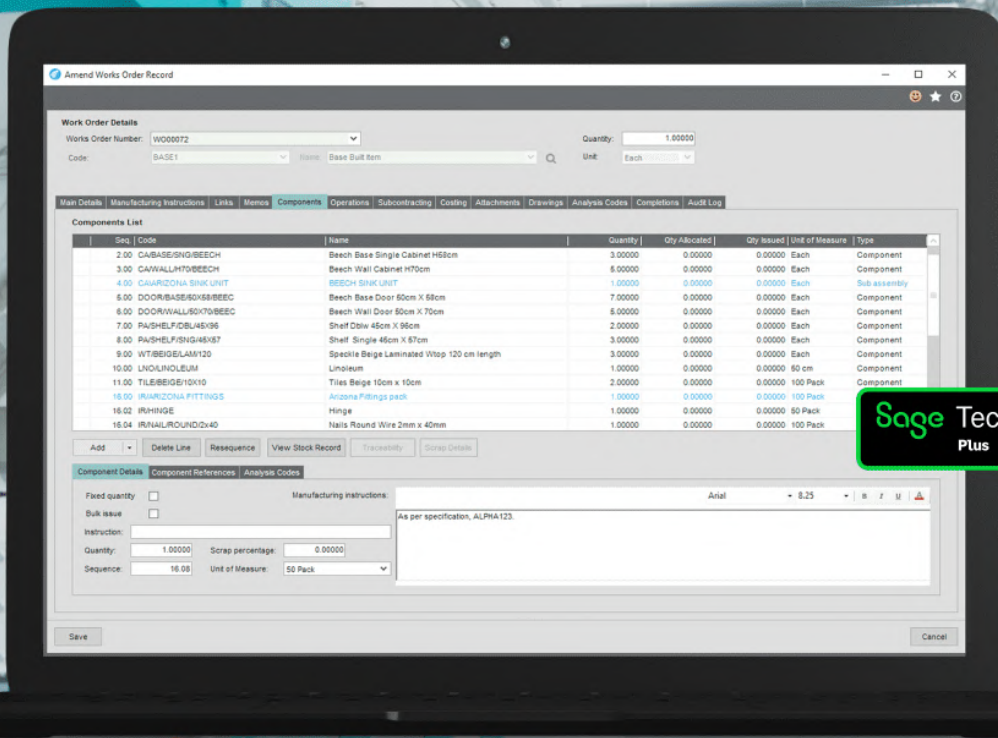 Amend Works Order Record
Work Order Details
Works Order Number: WO00072 Quantity: 1.00000
Code: BASE1 Name: Base Built Item Unit: Each
Main Details Manufacturing Instructions Links Memos Components Operations Subcontracting Costing Attachments Drawings Analysis Codes Completions Audit Log
Components List
Seq. Code Name Quantity Qty Allocated Qty Issued Unit of Measure Type
2.00 CA/BASE/SNG/BEECH Beech Base Single Cabinet H58cm 3.00000 0.00000 0.00000 Each Component
3.00 CA/WALL/H70/BEECH Beech Wall Cabinet H70cm 5.00000 0.00000 0.00000 Each Component
4.00 CA\ARIZONA SINK UNIT BEECH SINK UNIT 1.00000 0.00000 0.00000 Each Sub assembly
5.00 DOOR/BASE/50X58/BEEC Beech Base Door 50cm X 58cm 7.00000 0.00000 0.00000 Each Component
6.00 DOOR/WALL/50X70/BEEC Beech Wall Door 50cm X 70cm 5.00000 0.00000 0.00000 Each Component
7.00 PA/SHELF/DBL/45X96 Shelf Dblw 45cm X 96cm 2.00000 0.00000 0.00000 Each Component
8.00 PA/SHELF/SNG/46X57 Shelf Single 46cm X 57cm 3.00000 0.00000 0.00000 Each Component
9.00 WT/BEIGE/LAM/120 Speckle Beige Laminated Wtop 120 cm length 3.00000 0.00000 0.00000 Each Component
10.00 LNO/LINOLEUM Linoleum 1.00000 0.00000 0.00000 50 cm Component
11.00 TILE/BEIGE/10X10 Tiles Beige 10cm x 10cm 2.00000 0.00000 0.00000 100 Pack Component
16.00 IR/ARIZONA FITTINGS Arizona Fittings pack 1.00000 0.00000 0.00000 100 Pack
16.02 IR/HINGE Hinge 1.00000 0.00000 0.00000 50 Pack
16.04 IR/NAIL/ROUND/2x40 Nails Round Wire 2mm x 40mm 1.00000 0.00000 0.00000 100 Pack
Sage Tec
Plus
Add Delete Line Resequence View Stock Record Traceability Scrap Details
Component Details Component References Analysis Codes
Fixed quantity Manufacturing instructions: Arial 8.25 B I U A
Bulk issue As per specification, ALPHA123.
Instruction:
Quantity: 1.00000 Scrap percentage: 0.00000
Sequence: 16.08 Unit of Measure: 50 Pack
Save Cancel